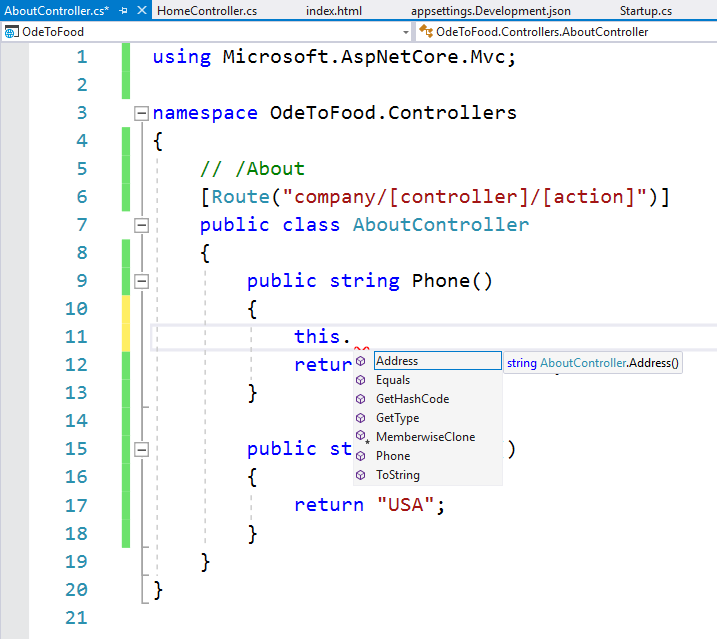 AboutController.cs* HomeController.cs index.html appsettings.Development.json Startup.cs
OdeToFood OdeToFood.Controllers.AboutController
1 using Microsoft.AspNetCore.Mvc;
2
3 namespace OdeToFood.Controllers
4 {
5 // /About
6 [Route("company/[controller]/[action]")]
7 public class AboutController
8 {
9 public string Phone()
10 {
11 this.
12 retur
Address string AboutController.Address()
Equals
13 }
GetHashCode
14
GetType
MemberwiseClone
15 public st )
Phone
16 {
ToString
17 return "USA";
18 }
19 }
20 }
21